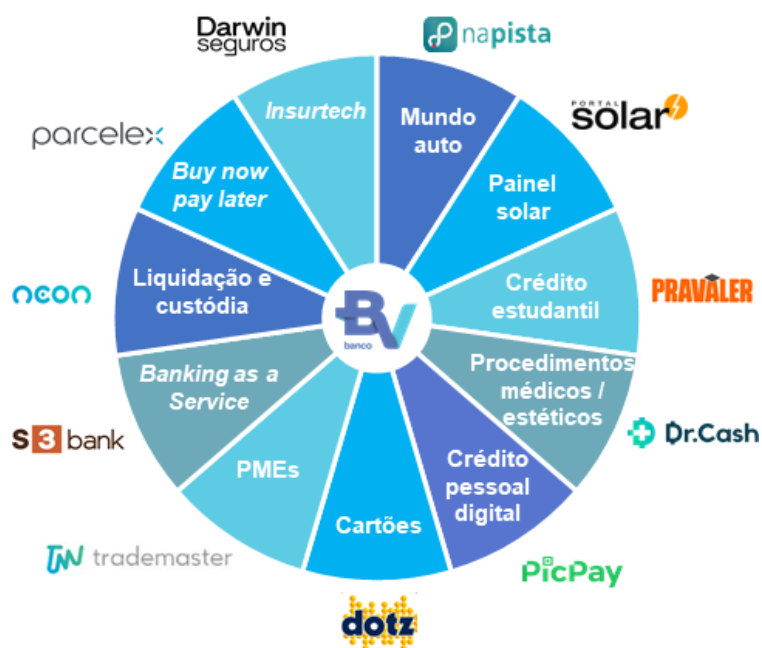 Darwin
seguros
napista
PORTAL
solar
parcelex
Insurtech
Mundo
auto
Buy now
pay later
Painel
solar
neon
Liquidação e
custódia
BV
banco
Crédito
estudantil
PRAVALER
Banking as a
Service
Procedimentos
médicos /
estéticos
S3 bank
Dr.Cash
PMEs
Cartões
Crédito
pessoal
digital
TM trademaster
PicPay
dotz